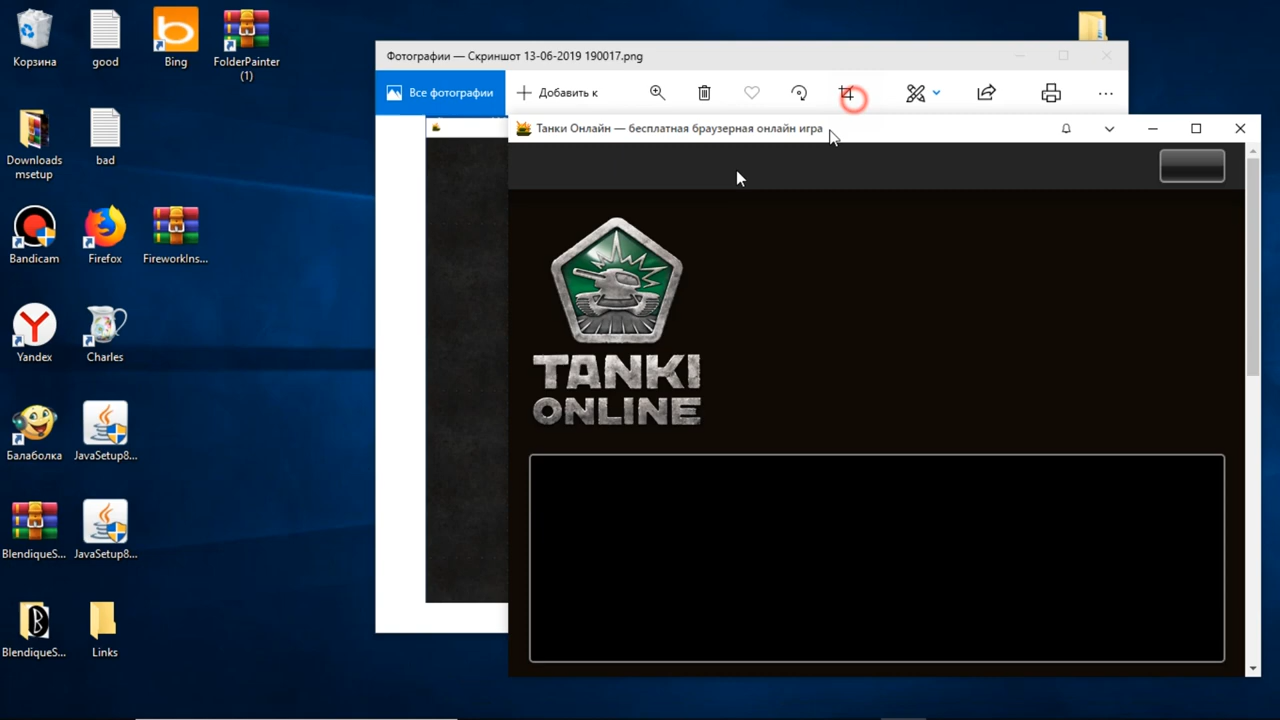 Корзина
good
Bing
FolderPainter
(1)
Downloads
msetup
bad
Bandicam
Firefox
FireworkIns...
Yandex
Charles
Балаболка
JavaSetup8...
BlendiqueS...
JavaSetup8...
BlendiqueS...
Links
Фотографии — Скриншот 13-06-2019 190017.png
Все фотографии
Добавить к
Танки Онлайн — бесплатная браузерная онлайн игра
TANKI
ONLINE